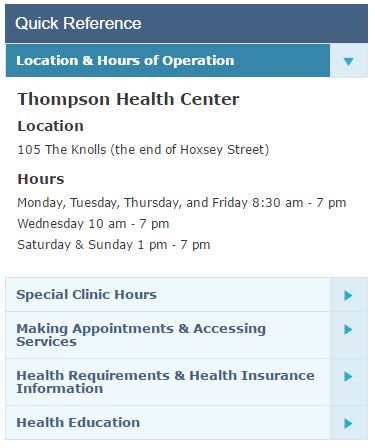 Quick Reference
Location & Hours of Operation
Thompson Health Center
Location
105 The Knolls (the end of Hoxsey Street)
Hours
Monday, Tuesday, Thursday, and Friday 8:30 am - 7 pm
Wednesday 10 am - 7 pm
Saturday & Sunday 1 pm - 7 pm
Special Clinic Hours
Making Appointments & Accessing
Services
Health Requirements & Health Insurance
Information
Health Education